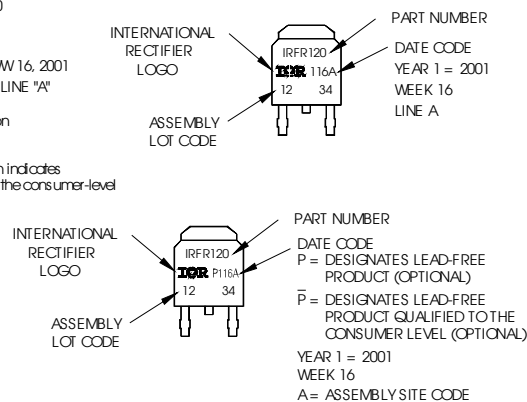 0
W 16, 2001
LINE "A"
on
n indicates
the consumer-level
INTERNATIONAL
RECTIFIER
LOGO
ASSEMBLY
LOT CODE
IRFR120
IOR 116A
12 34
PART NUMBER
DATE CODE
YEAR 1 = 2001
WEEK 16
LINE A
INTERNATIONAL
RECTIFIER
LOGO
ASSEMBLY
LOT CODE
IRFR120
IOR P116A
12 34
PART NUMBER
DATE CODE
P = DESIGNATES LEAD-FREE
PRODUCT (OPTIONAL)
P̅ = DESIGNATES LEAD-FREE
PRODUCT QUALIFIED TO THE
CONSUMER LEVEL (OPTIONAL)
YEAR 1 = 2001
WEEK 16
A = ASSEMBLY SITE CODE